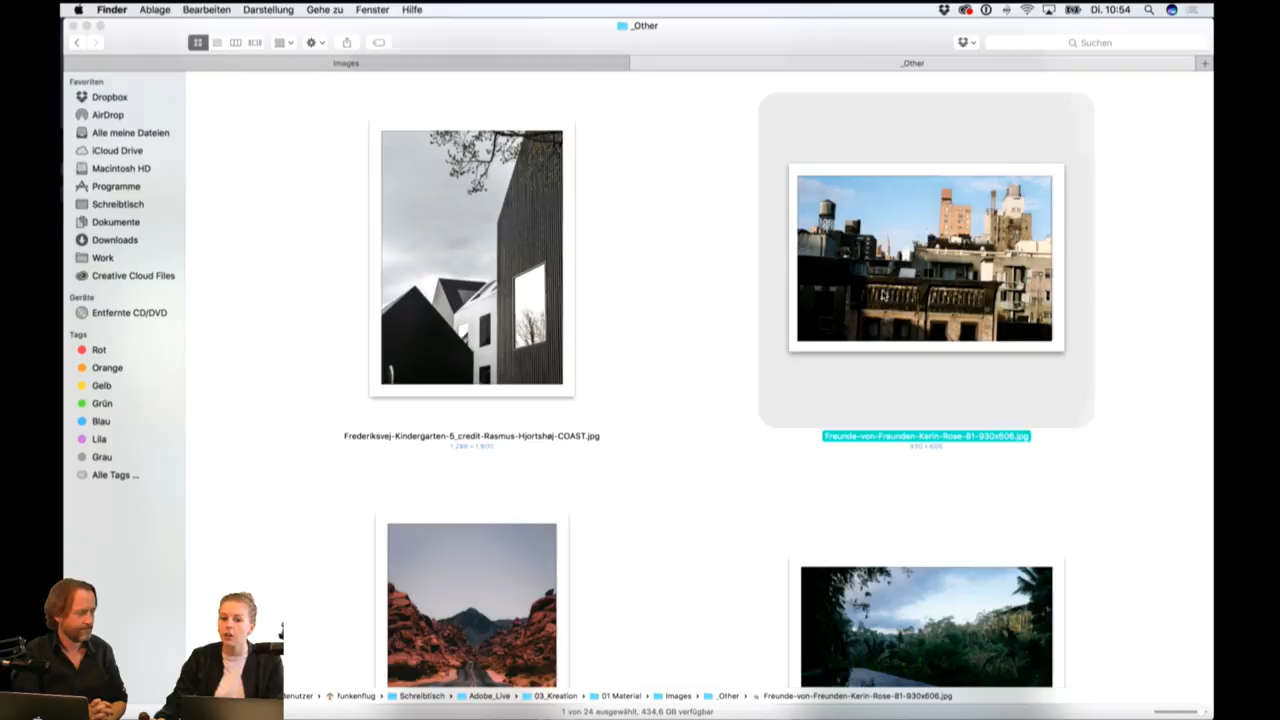 Finder Ablage Bearbeiten Darstellung Gehe zu Fenster Hilfe Di. 10:54
_Other
Suchen
Images
_Other
Favoriten
Dropbox
AirDrop
Alle meine Dateien
iCloud Drive
Macintosh HD
Programme
Schreibtisch
Dokumente
Downloads
Work
Creative Cloud Files
Geräte
Entfernte CD/DVD
Tags
Rot
Orange
Gelb
Grün
Blau
Lila
Grau
Alle Tags ...
Frederiksvej-Kindergarten-5_credit-Rasmus-Hjortshøj-COAST.jpg
Freunde-von-Freunden-Kerin-Rose-81-930x606.jpg
930 × 606
enutzer › funkenflug › Schreibtisch › Adobe_Live › 03_Kreation › 01 Material › Images › _Other › Freunde-von-Freunden-Kerin-Rose-81-930x606.jpg
1 von 24 ausgewählt, 434,6 GB verfügbar